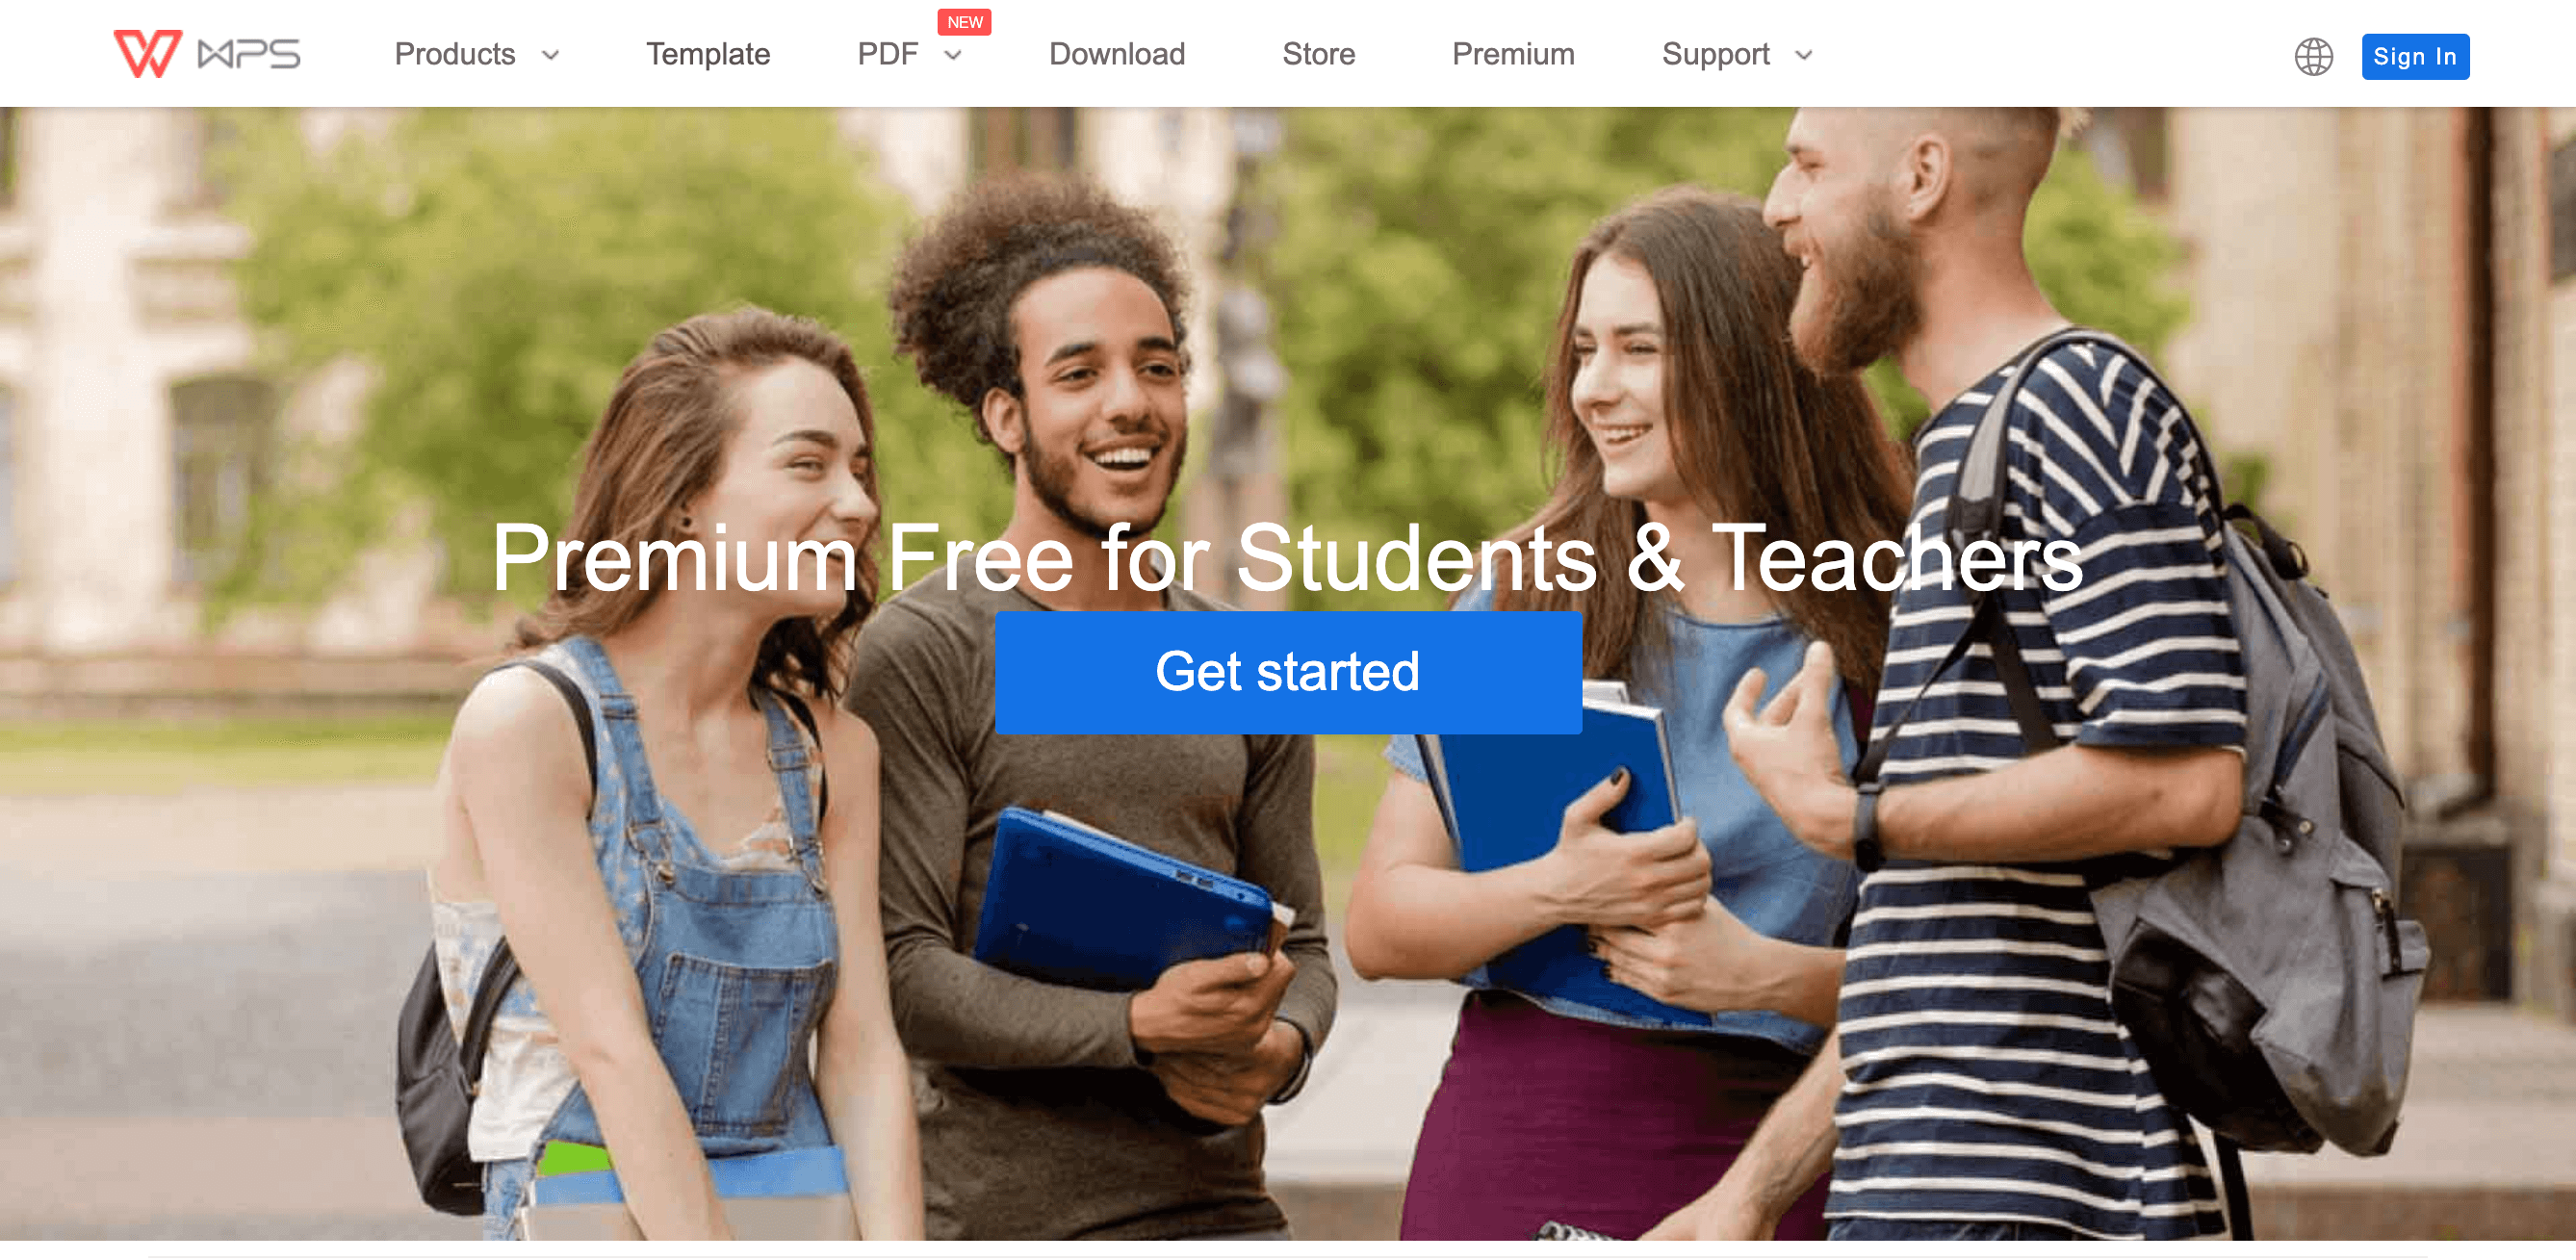 NEW
WPS Products Template PDF Download Store Premium Support Sign In
Premium Free for Students & Teachers
Get started